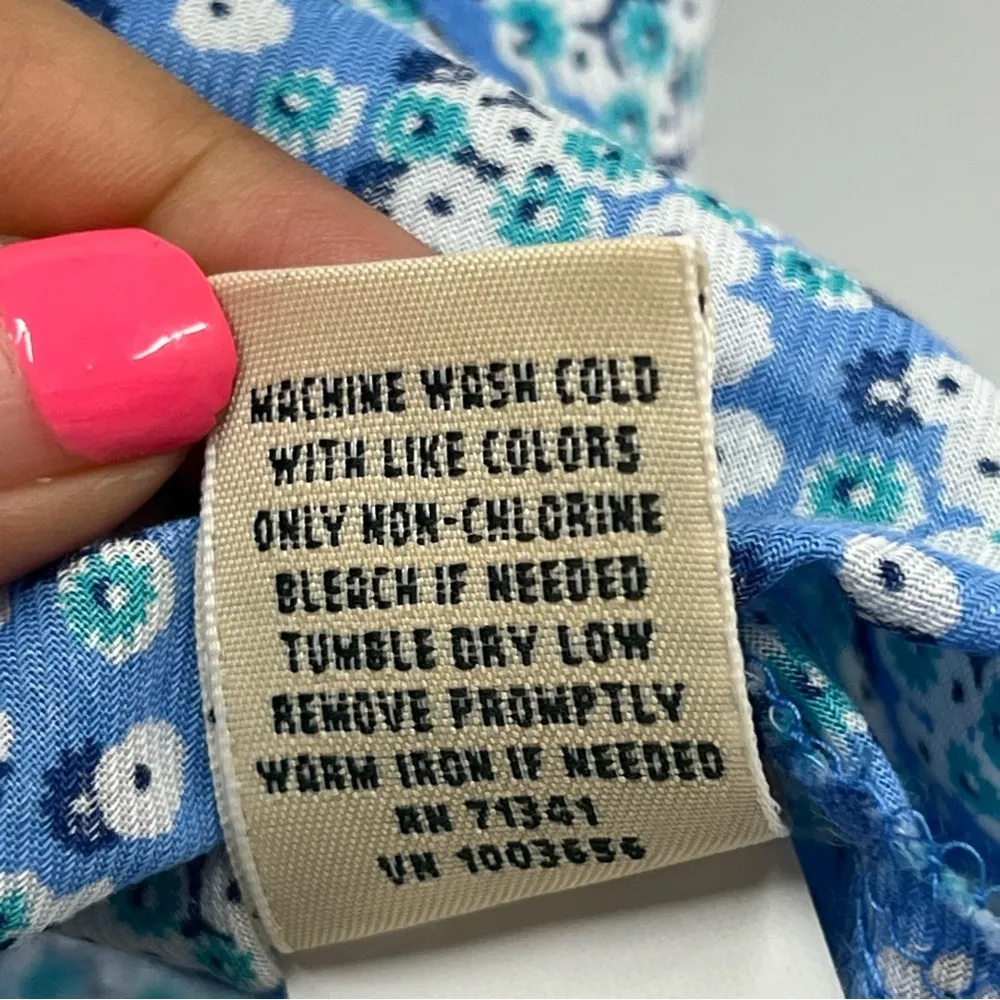 MACHINE WASH COLD
WITH LIKE COLORS
ONLY NON-CHLORINE
BLEACH IF NEEDED
TUMBLE DRY LOW
REMOVE PROMPTLY
WARM IRON IF NEEDED
RN 71341
VN 1003656